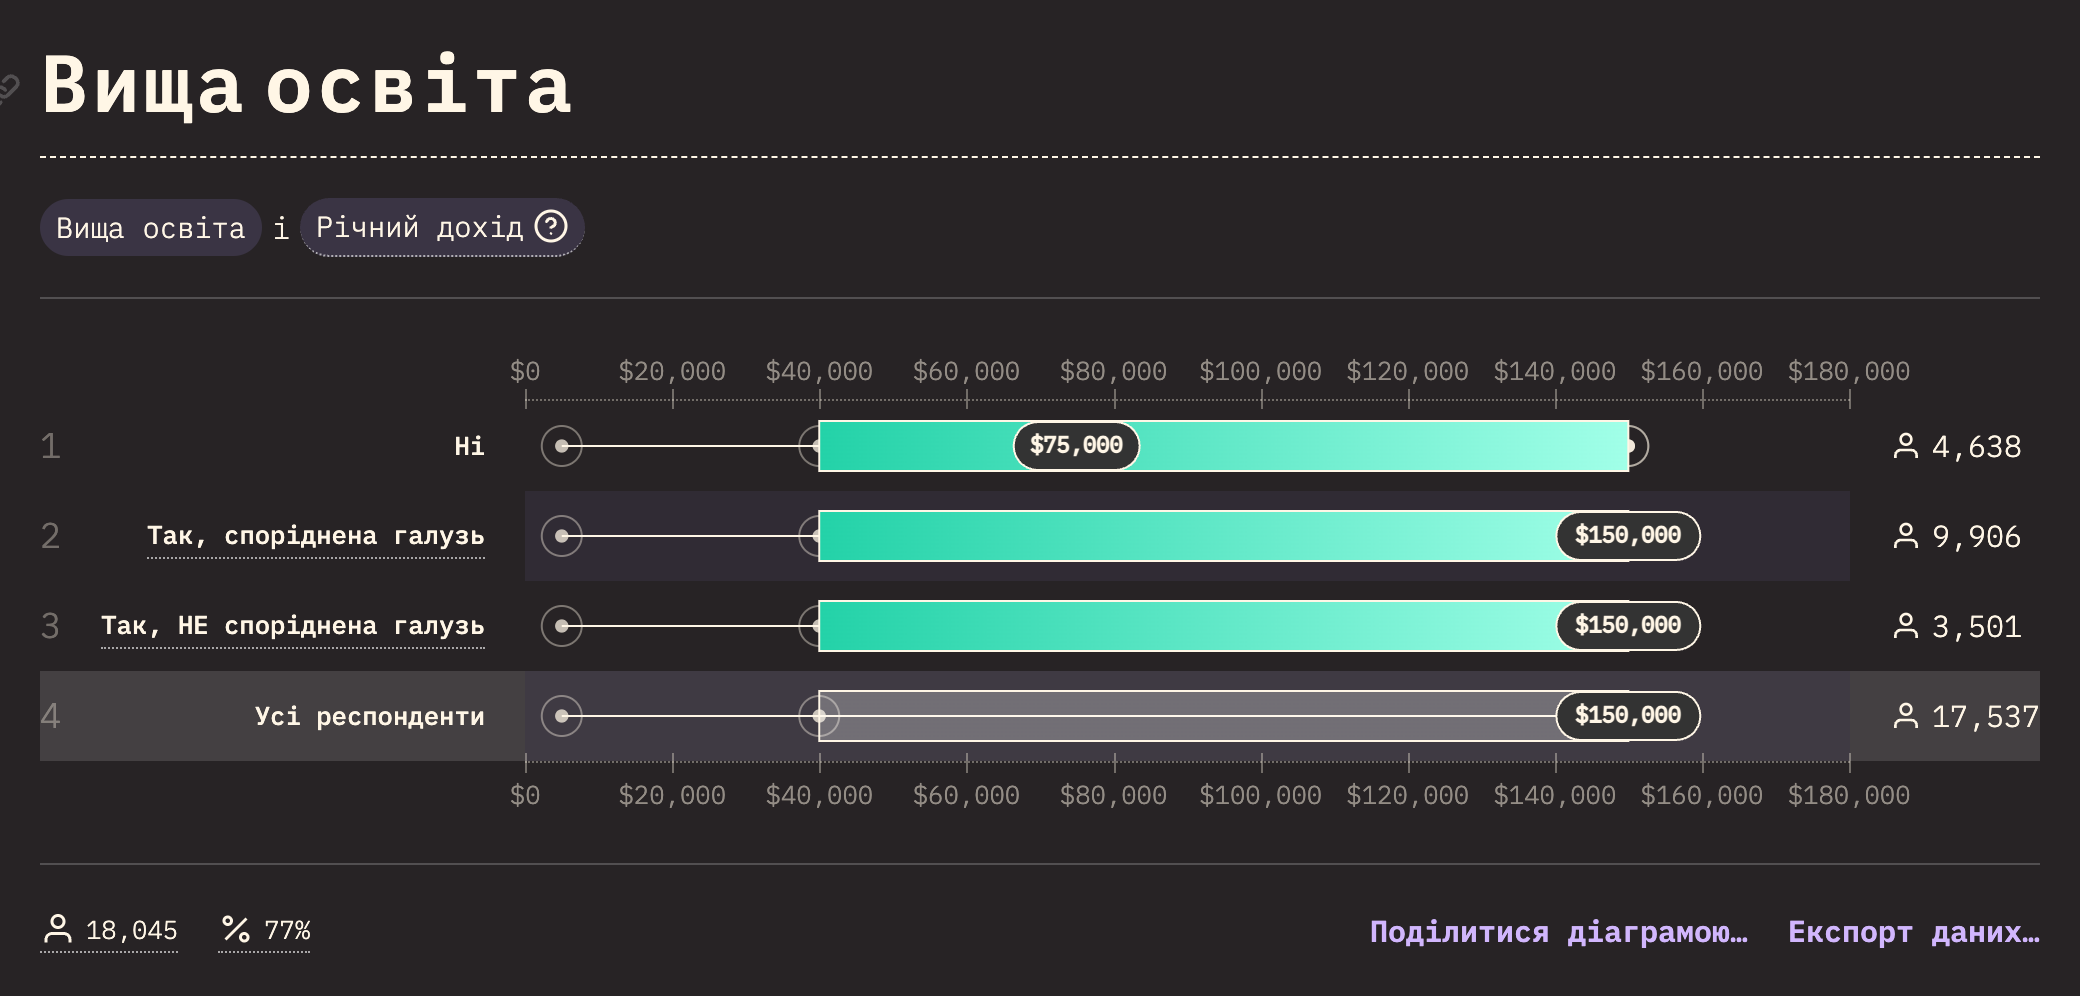 Вища освіта
Вища освіта і Річний дохід
$0 $20,000 $40,000 $60,000 $80,000 $100,000 $120,000 $140,000 $160,000 $180,000
1 Ні $75,000 4,638
2 Так, споріднена галузь $150,000 9,906
3 Так, НЕ споріднена галузь $150,000 3,501
4 Усі респонденти $150,000 17,537
$0 $20,000 $40,000 $60,000 $80,000 $100,000 $120,000 $140,000 $160,000 $180,000
18,045 77% Поділитися діаграмою… Експорт даних…